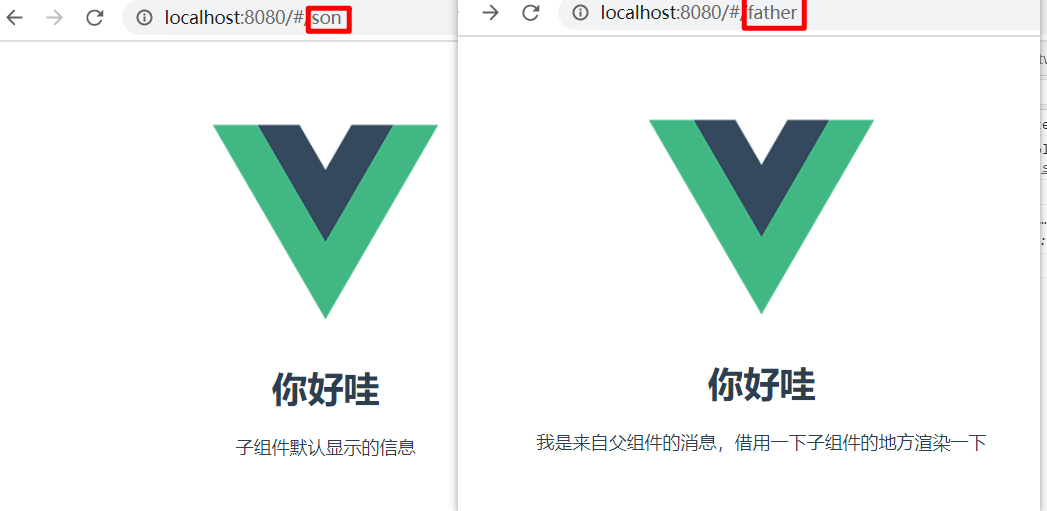 localhost:8080/#/son
你好哇
子组件默认显示的信息
localhost:8080/#/father
你好哇
我是来自父组件的消息，借用一下子组件的地方渲染一下